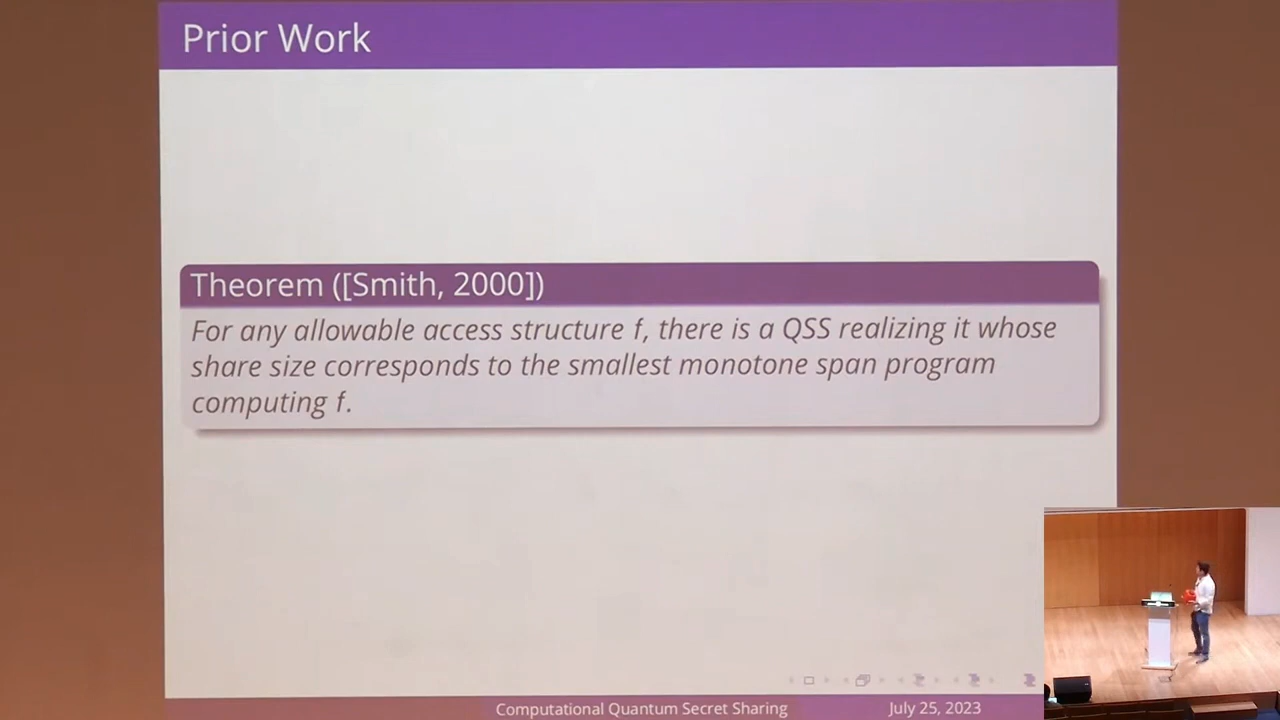 Prior Work
Theorem ([Smith, 2000])
For any allowable access structure f, there is a QSS realizing it whose
share size corresponds to the smallest monotone span program
computing f.
Computational Quantum Secret Sharing
July 25, 2023